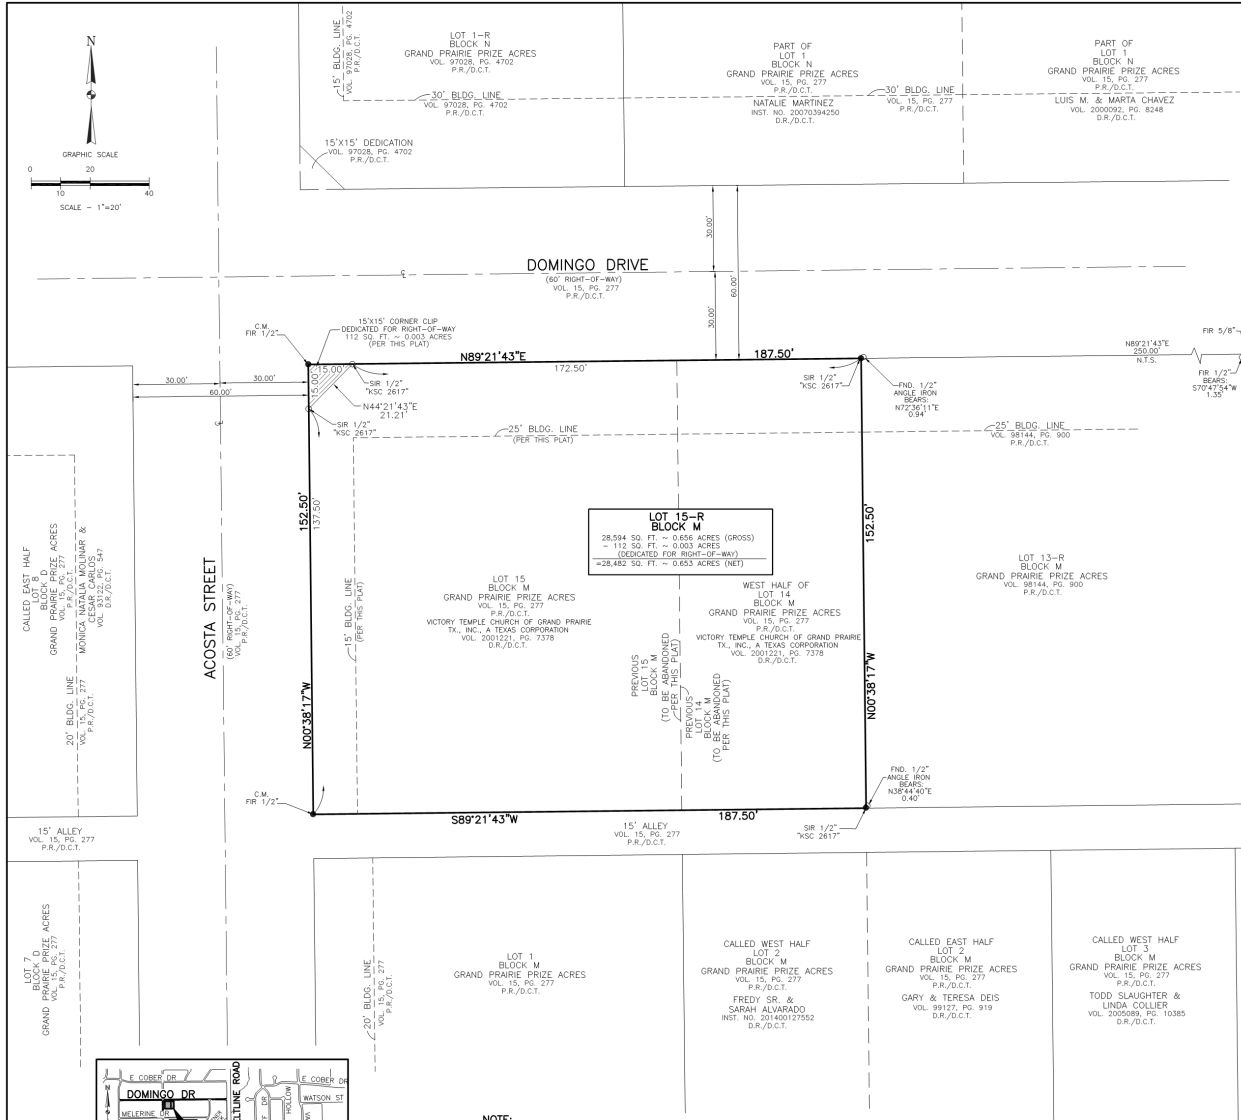 N
GRAPHIC SCALE
0 20
10 40
SCALE - 1"=20'
15' BLDG. LINE
VOL. 97028, PG. 4702
P.R./D.C.T.
LOT 1-R
BLOCK N
GRAND PRAIRIE PRIZE ACRES
VOL. 97028, PG. 4702
P.R./D.C.T.
30' BLDG. LINE
VOL. 97028, PG. 4702
P.R./D.C.T.
15'X15' DEDICATION
VOL. 97028, PG. 4702
P.R./D.C.T.
PART OF
LOT 1
BLOCK N
GRAND PRAIRIE PRIZE ACRES
VOL. 15, PG. 277
P.R./D.C.T.
NATALIE MARTINEZ
INST. NO. 20070394250
D.R./D.C.T.
30' BLDG. LINE
VOL. 15, PG. 277
P.R./D.C.T.
PART OF
LOT 1
BLOCK N
GRAND PRAIRIE PRIZE ACRES
VOL. 15, PG. 277
P.R./D.C.T.
LUIS M. & MARTA CHAVEZ
VOL. 2000092, PG. 8248
D.R./D.C.T.
30.00'
60.00'
30.00'
DOMINGO DRIVE
(60' RIGHT-OF-WAY)
VOL. 15, PG. 277
P.R./D.C.T.
C.M.
FIR 1/2"
15'X15' CORNER CLIP
DEDICATED FOR RIGHT-OF-WAY
112 SQ. FT. ~ 0.003 ACRES
(PER THIS PLAT)
N89°21'43"E 187.50'
172.50'
15.00'
15.00'
SIR 1/2"
"KSC 2617"
N44°21'43"E
21.21'
SIR 1/2"
"KSC 2617"
SIR 1/2"
"KSC 2617"
FND. 1/2"
ANGLE IRON
BEARS:
N72°36'11"E
0.94'
N89°21'43"E
250.00'
N.T.S.
FIR 5/8"
FIR 1/2"
BEARS:
S70°47'54"W
1.35'
30.00' 30.00'
60.00'
25' BLDG. LINE
(PER THIS PLAT)
25' BLDG. LINE
VOL. 98144, PG. 900
P.R./D.C.T.
152.50'
137.50'
N00°38'17"W
LOT 15-R
BLOCK M
28,594 SQ. FT. ~ 0.656 ACRES (GROSS)
- 112 SQ. FT. ~ 0.003 ACRES
(DEDICATED FOR RIGHT-OF-WAY)
=28,482 SQ. FT. ~ 0.653 ACRES (NET)
152.50'
N00°38'17"W
CALLED EAST HALF
LOT 8
BLOCK D
GRAND PRAIRIE PRIZE ACRES
VOL. 15, PG. 277
P.R./D.C.T.
MONICA NATALIA MOLINAR &
CESAR CARLOS
VOL. 93122, PG. 547
D.R./D.C.T.
20' BLDG. LINE
VOL. 15, PG. 277
P.R./D.C.T.
ACOSTA STREET
(60' RIGHT-OF-WAY)
VOL. 15, PG. 277
P.R./D.C.T.
15' BLDG. LINE
(PER THIS PLAT)
LOT 15
BLOCK M
GRAND PRAIRIE PRIZE ACRES
VOL. 15, PG. 277
P.R./D.C.T.
VICTORY TEMPLE CHURCH OF GRAND PRAIRIE
TX., INC., A TEXAS CORPORATION
VOL. 2001221, PG. 7378
D.R./D.C.T.
WEST HALF OF
LOT 14
BLOCK M
GRAND PRAIRIE PRIZE ACRES
VOL. 15, PG. 277
P.R./D.C.T.
VICTORY TEMPLE CHURCH OF GRAND PRAIRIE
TX., INC., A TEXAS CORPORATION
VOL. 2001221, PG. 7378
D.R./D.C.T.
PREVIOUS
LOT 15
BLOCK M
(TO BE ABANDONED
PER THIS PLAT)
PREVIOUS
LOT 14
BLOCK M
(TO BE ABANDONED
PER THIS PLAT)
LOT 13-R
BLOCK M
GRAND PRAIRIE PRIZE ACRES
VOL. 98144, PG. 900
P.R./D.C.T.
C.M.
FIR 1/2"
S89°21'43"W 187.50'
FND. 1/2"
ANGLE IRON
BEARS:
N38°44'40"E
0.40'
SIR 1/2"
"KSC 2617"
15' ALLEY
VOL. 15, PG. 277
P.R./D.C.T.
15' ALLEY
VOL. 15, PG. 277
P.R./D.C.T.
LOT 7
BLOCK D
GRAND PRAIRIE PRIZE ACRES
VOL. 15, PG. 277
P.R./D.C.T.
20' BLDG. LINE
VOL. 15, PG. 277
P.R./D.C.T.
LOT 1
BLOCK M
GRAND PRAIRIE PRIZE ACRES
VOL. 15, PG. 277
P.R./D.C.T.
CALLED WEST HALF
LOT 2
BLOCK M
GRAND PRAIRIE PRIZE ACRES
VOL. 15, PG. 277
P.R./D.C.T.
FREDY SR. &
SARAH ALVARADO
INST. NO. 201400127552
D.R./D.C.T.
CALLED EAST HALF
LOT 2
BLOCK M
GRAND PRAIRIE PRIZE ACRES
VOL. 15, PG. 277
P.R./D.C.T.
GARY & TERESA DEIS
VOL. 99127, PG. 919
D.R./D.C.T.
CALLED WEST HALF
LOT 3
BLOCK M
GRAND PRAIRIE PRIZE ACRES
VOL. 15, PG. 277
P.R./D.C.T.
TODD SLAUGHTER &
LINDA COLLIER
VOL. 2005089, PG. 10385
D.R./D.C.T.
E COBER DR
DOMINGO DR
MELERINE DR
ROAD
E COBER DR
WATSON ST
HOLLOW
DR
NOTE: